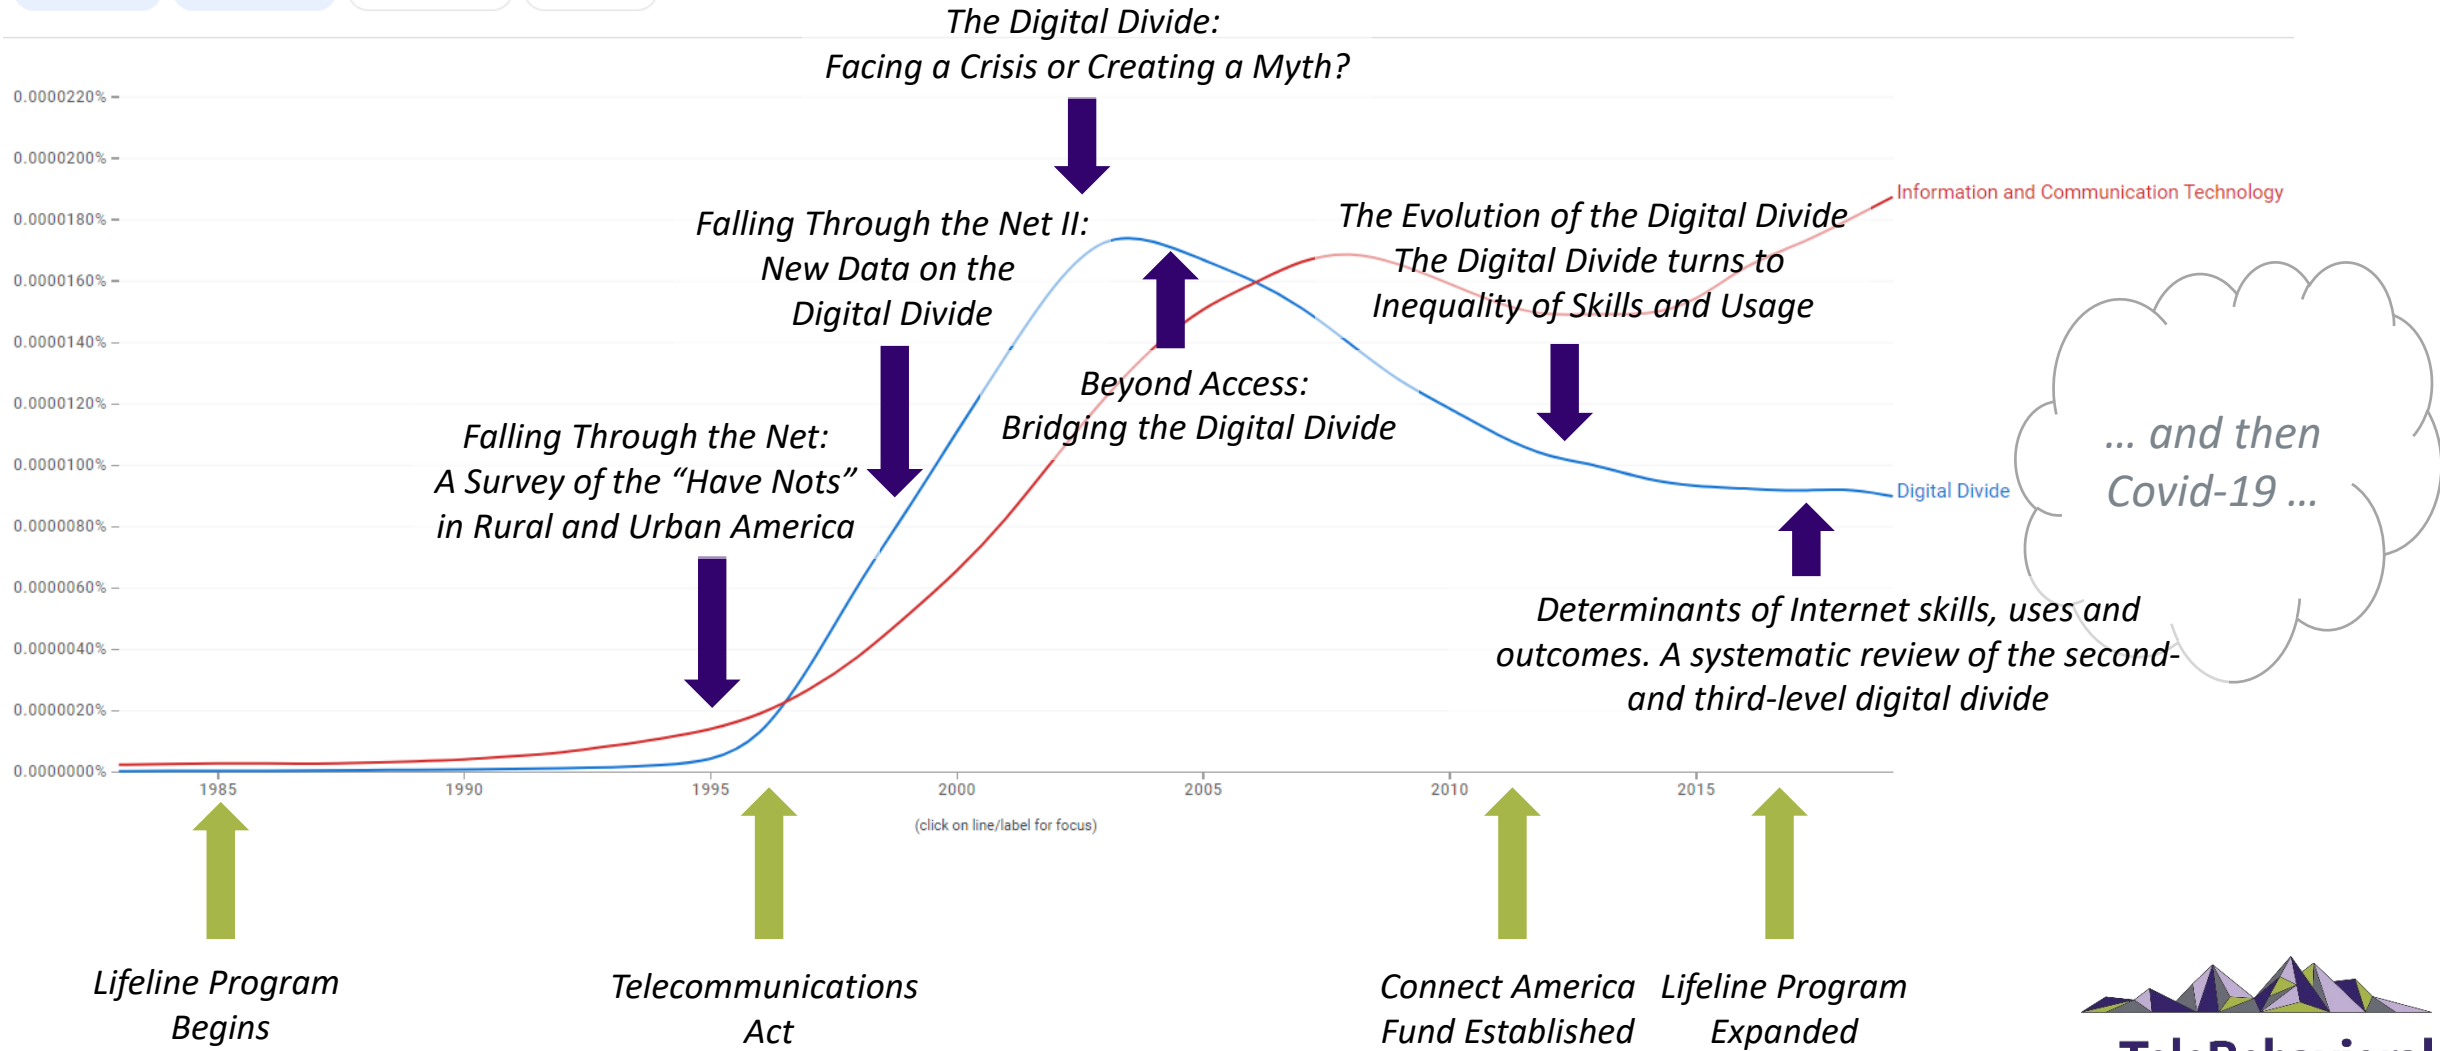 The Digital Divide:
Facing a Crisis or Creating a Myth?
0.0000220%
0.0000200%
0.0000180%
0.0000160%
0.0000140%
0.0000120%
0.0000100%
0.0000080%
0.0000060%
0.0000040%
0.0000020%
0.0000000%
Falling Through the Net II:
New Data on the
Digital Divide
The Evolution of the Digital Divide
The Digital Divide turns to
Inequality of Skills and Usage
Information and Communication Technology
Beyond Access:
Bridging the Digital Divide
Falling Through the Net:
A Survey of the “Have Nots”
in Rural and Urban America
Digital Divide
... and then
Covid-19 ...
Determinants of Internet skills, uses and
outcomes. A systematic review of the second-
and third-level digital divide
1985
1990
1995
2000
2005
2010
2015
(click on line/label for focus)
Lifeline Program
Begins
Telecommunications
Act
Connect America
Fund Established
Lifeline Program
Expanded
TeleBehavioral